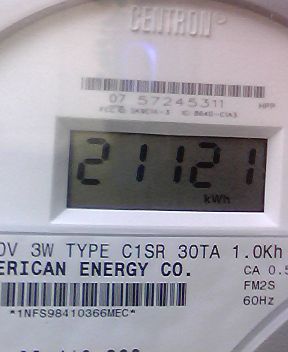 CENTRON®
07 57245311
HPP
21121
kWh
0V 3W TYPE C1SR 30TA 1.0Kh
ERICAN ENERGY CO.
CA 0.5
FM2S
60Hz
*1NFS98410366MEC*